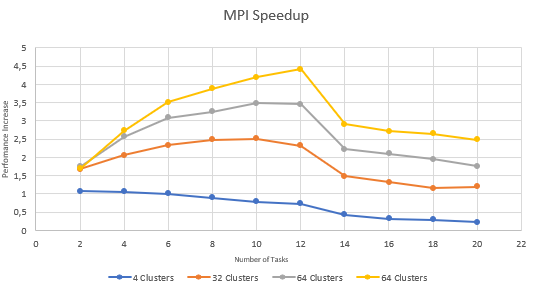 MPI Speedup
5
4,5
4
3,5
3
2,5
2
1,5
1
0,5
0
Perfomance Increase
0 2 4 6 8 10 12 14 16 18 20 22
Number of Tasks
4 Clusters 32 Clusters 64 Clusters 64 Clusters